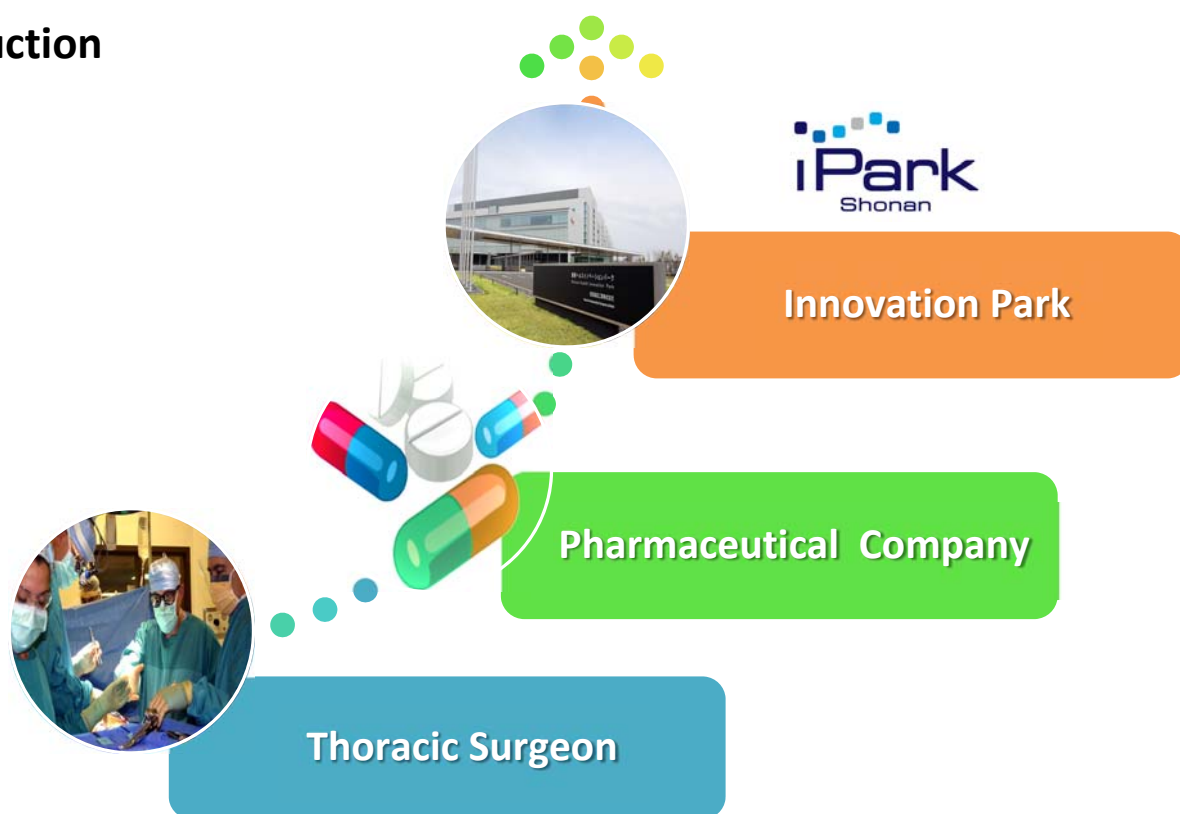 uction
iPark
Shonan
Innovation Park
Pharmaceutical  Company
Thoracic Surgeon